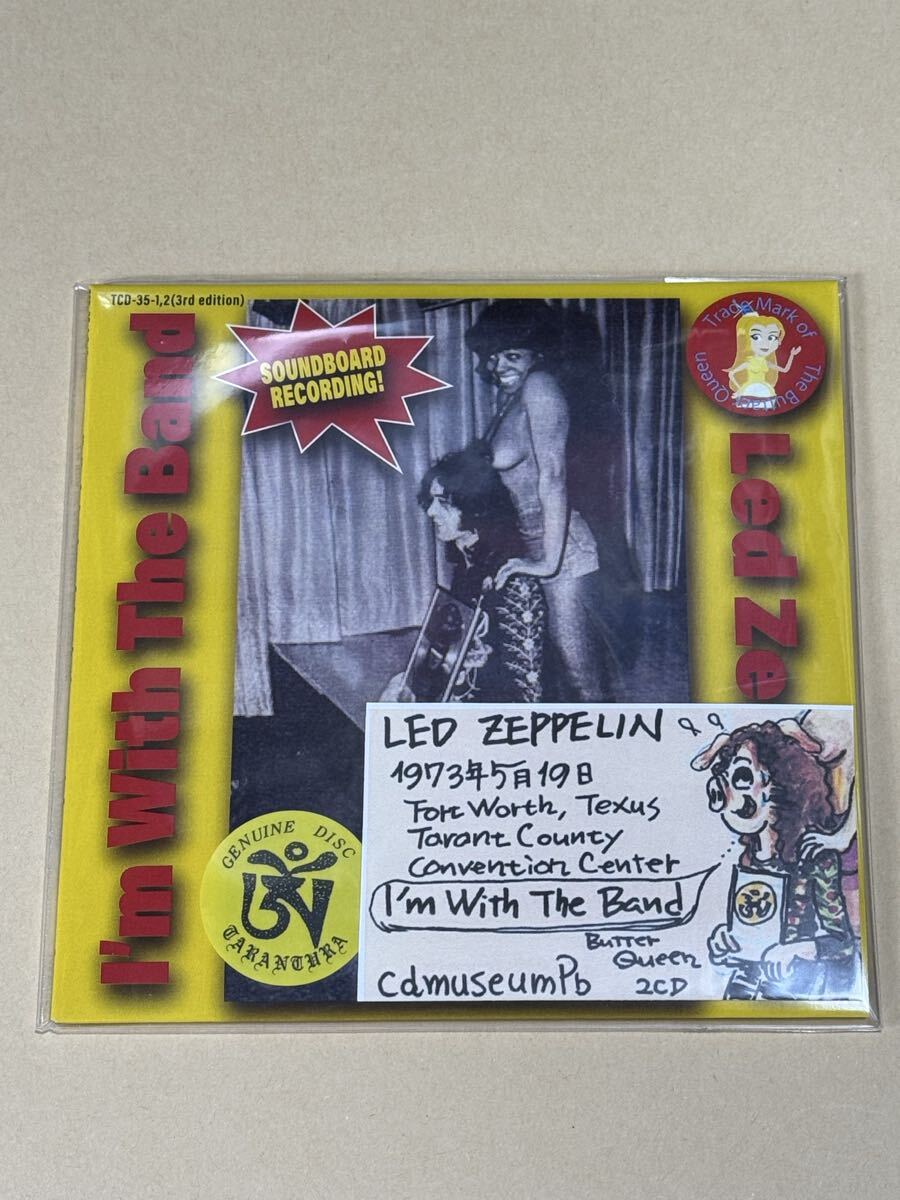 TCD-35-1,2(3rd edition)
I'm With The Band
SOUNDBOARD
RECORDING!
Trade Mark of The Queen
Led Ze
GENUINE DISC
TARANTURA
LED ZEPPELIN
1973年5月19日
Fort Worth, Texus
Tarant County
Convention Center
I'm With The Band
Butter
Queen
cdmuseumPb
2CD